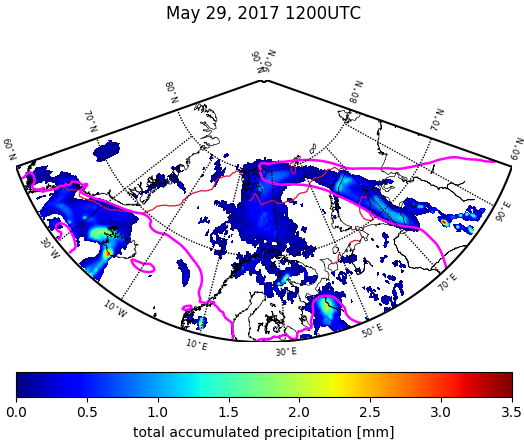 May 29, 2017 1200UTC
90°N
90°N
80°N
80°N
70°N
70°N
60°N
60°N
30°W
10°W
10°E
30°E
50°E
70°E
90°E
0.0 0.5 1.0 1.5 2.0 2.5 3.0 3.5
total accumulated precipitation [mm]